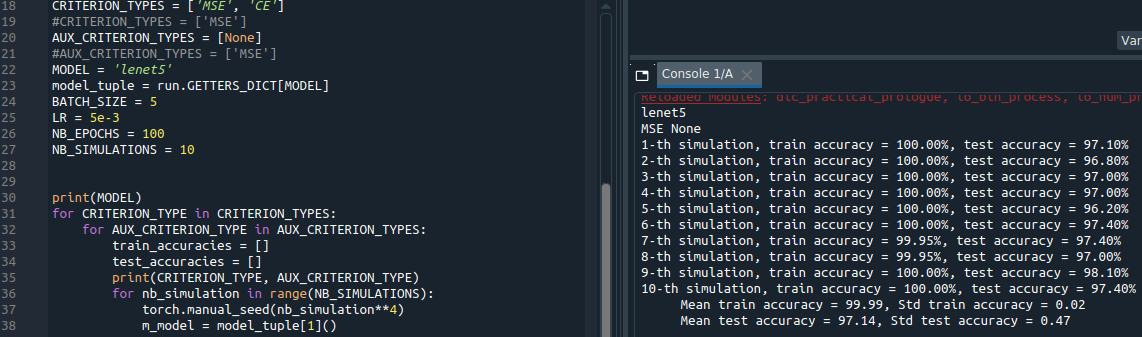 18 CRITERION_TYPES = ['MSE', 'CE']
19 #CRITERION_TYPES = ['MSE']
20 AUX_CRITERION_TYPES = [None]
21 #AUX_CRITERION_TYPES = ['MSE']
22 MODEL = 'lenet5'
23 model_tuple = run.GETTERS_DICT[MODEL]
24 BATCH_SIZE = 5
25 LR = 5e-3
26 NB_EPOCHS = 100
27 NB_SIMULATIONS = 10
28
29
30 print(MODEL)
31 for CRITERION_TYPE in CRITERION_TYPES:
32 for AUX_CRITERION_TYPE in AUX_CRITERION_TYPES:
33 train_accuracies = []
34 test_accuracies = []
35 print(CRITERION_TYPE, AUX_CRITERION_TYPE)
36 for nb_simulation in range(NB_SIMULATIONS):
37 torch.manual_seed(nb_simulation**4)
38 m_model = model_tuple[1]()
Var
Console 1/A
Reloaded modules: dlc_practical_prologue, io_bin_process, io_num_pr
lenet5
MSE None
1-th simulation, train accuracy = 100.00%, test accuracy = 97.10%
2-th simulation, train accuracy = 100.00%, test accuracy = 96.80%
3-th simulation, train accuracy = 100.00%, test accuracy = 97.00%
4-th simulation, train accuracy = 100.00%, test accuracy = 97.00%
5-th simulation, train accuracy = 100.00%, test accuracy = 96.20%
6-th simulation, train accuracy = 100.00%, test accuracy = 97.40%
7-th simulation, train accuracy = 99.95%, test accuracy = 97.40%
8-th simulation, train accuracy = 99.95%, test accuracy = 97.00%
9-th simulation, train accuracy = 100.00%, test accuracy = 98.10%
10-th simulation, train accuracy = 100.00%, test accuracy = 97.40%
Mean train accuracy = 99.99, Std train accuracy = 0.02
Mean test accuracy = 97.14, Std test accuracy = 0.47